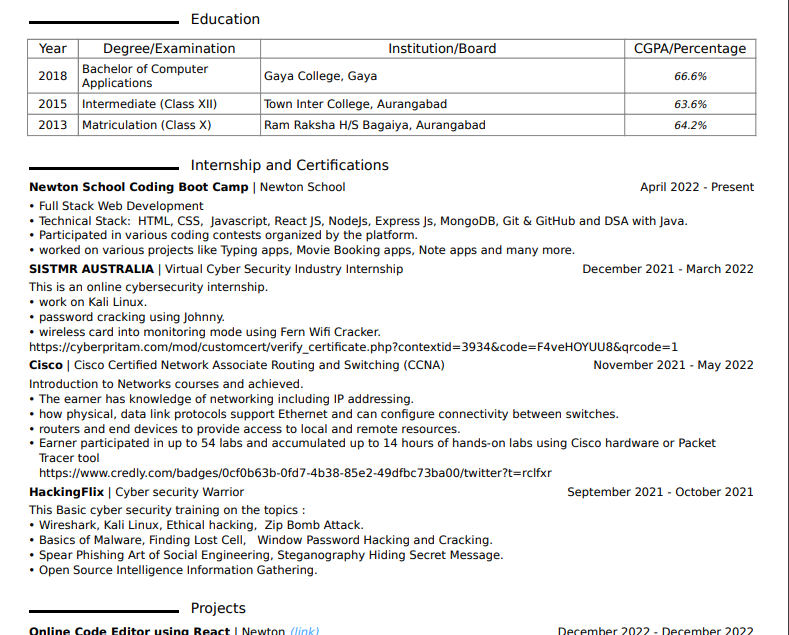 Education
Year Degree/Examination Institution/Board CGPA/Percentage
2018 Bachelor of Computer Applications Gaya College, Gaya 66.6%
2015 Intermediate (Class XII) Town Inter College, Aurangabad 63.6%
2013 Matriculation (Class X) Ram Raksha H/S Bagaiya, Aurangabad 64.2%
Internship and Certifications
Newton School Coding Boot Camp | Newton School April 2022 - Present
• Full Stack Web Development
• Technical Stack: HTML, CSS, Javascript, React JS, NodeJs, Express Js, MongoDB, Git & GitHub and DSA with Java.
• Participated in various coding contests organized by the platform.
• worked on various projects like Typing apps, Movie Booking apps, Note apps and many more.
SISTMR AUSTRALIA | Virtual Cyber Security Industry Internship December 2021 - March 2022
This is an online cybersecurity internship.
• work on Kali Linux.
• password cracking using Johnny.
• wireless card into monitoring mode using Fern Wifi Cracker.
https://cyberpritam.com/mod/customcert/verify_certificate.php?contextid=3934&code=F4veHOYUU8&qrcode=1
Cisco | Cisco Certified Network Associate Routing and Switching (CCNA) November 2021 - May 2022
Introduction to Networks courses and achieved.
• The earner has knowledge of networking including IP addressing.
• how physical, data link protocols support Ethernet and can configure connectivity between switches.
• routers and end devices to provide access to local and remote resources.
• Earner participated in up to 54 labs and accumulated up to 14 hours of hands-on labs using Cisco hardware or Packet
Tracer tool
https://www.credly.com/badges/0cf0b63b-0fd7-4b38-85e2-49dfbc73ba00/twitter?t=rclfxr
HackingFlix | Cyber security Warrior September 2021 - October 2021
This Basic cyber security training on the topics :
• Wireshark, Kali Linux, Ethical hacking, Zip Bomb Attack.
• Basics of Malware, Finding Lost Cell, Window Password Hacking and Cracking.
• Spear Phishing Art of Social Engineering, Steganography Hiding Secret Message.
• Open Source Intelligence Information Gathering.
Projects
Online Code Editor using React | Newton (link) December 2022 - December 2022